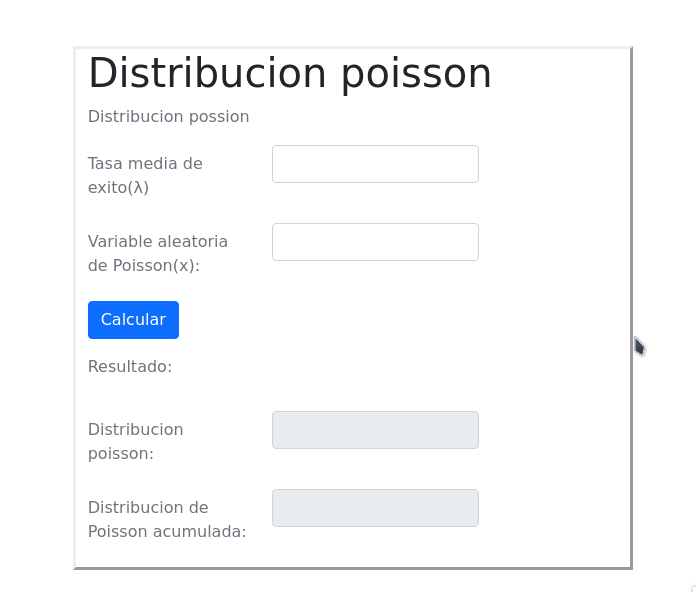 Distribucion poisson
Distribucion possion
Tasa media de
exito(λ)
Variable aleatoria
de Poisson(x):
Calcular
Resultado:
Distribucion
poisson:
Distribucion de
Poisson acumulada: